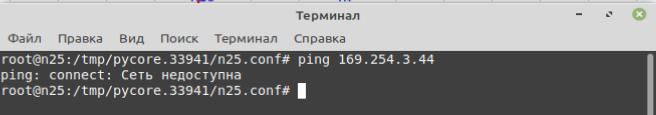 Терминал
Файл Правка Вид Поиск Терминал Справка
root@n25:/tmp/pycore.33941/n25.conf# ping 169.254.3.44
ping: connect: Сеть недоступна
root@n25:/tmp/pycore.33941/n25.conf#